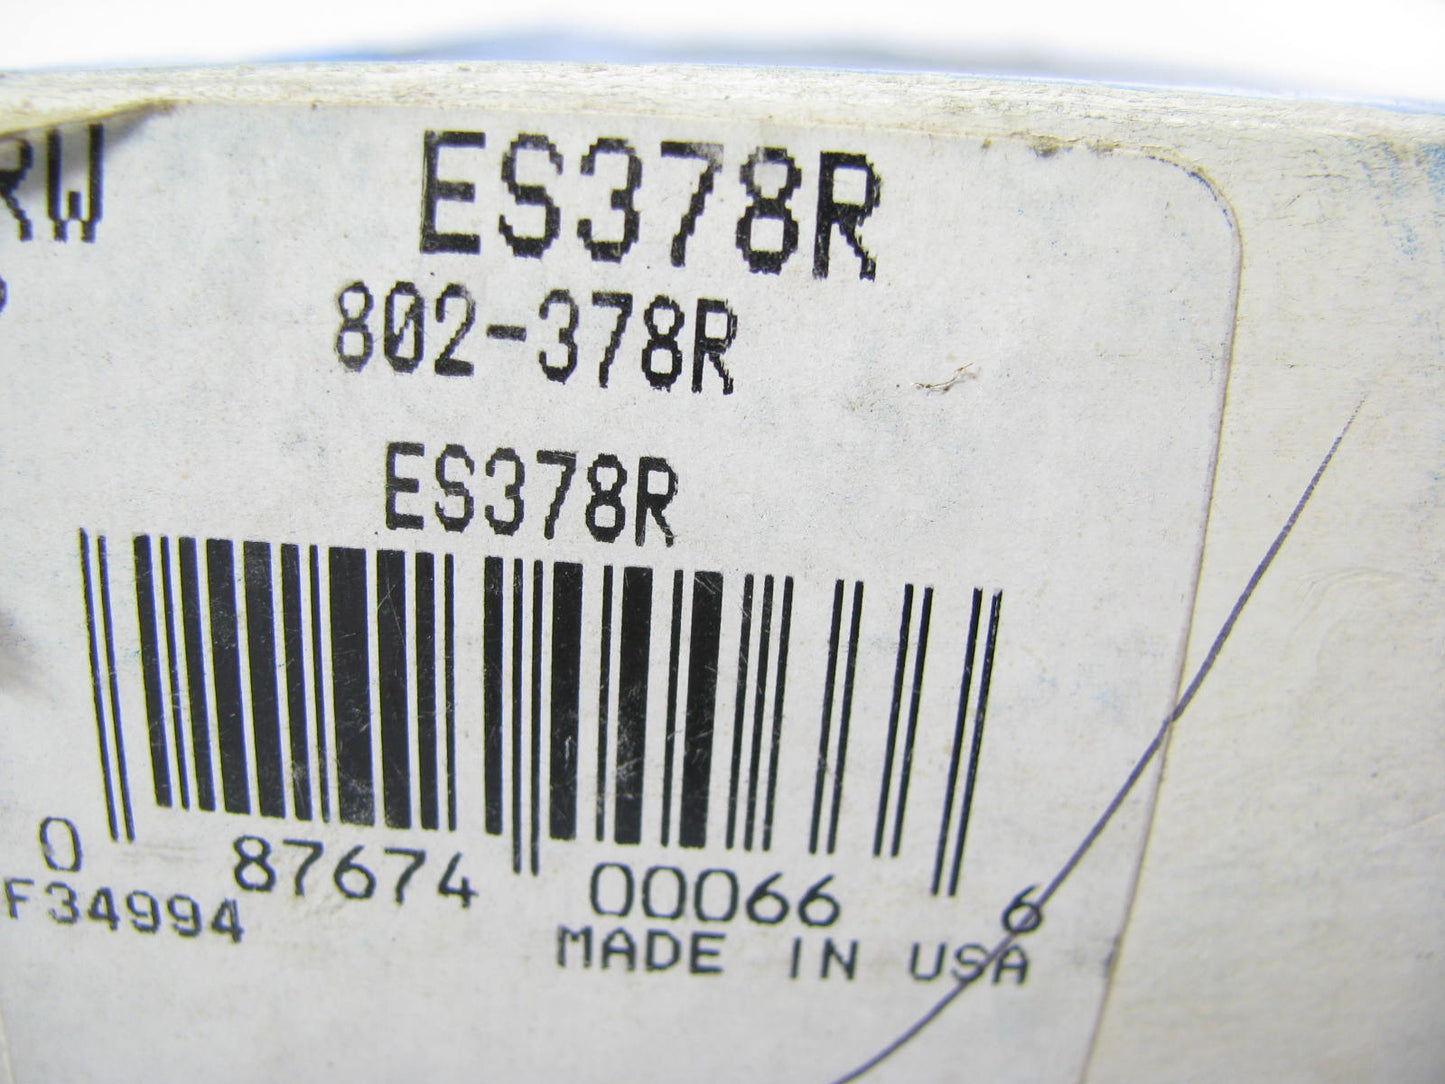 RW ES378R
802-378R
ES378R
0 87674 00066 6
F34994 MADE IN USA